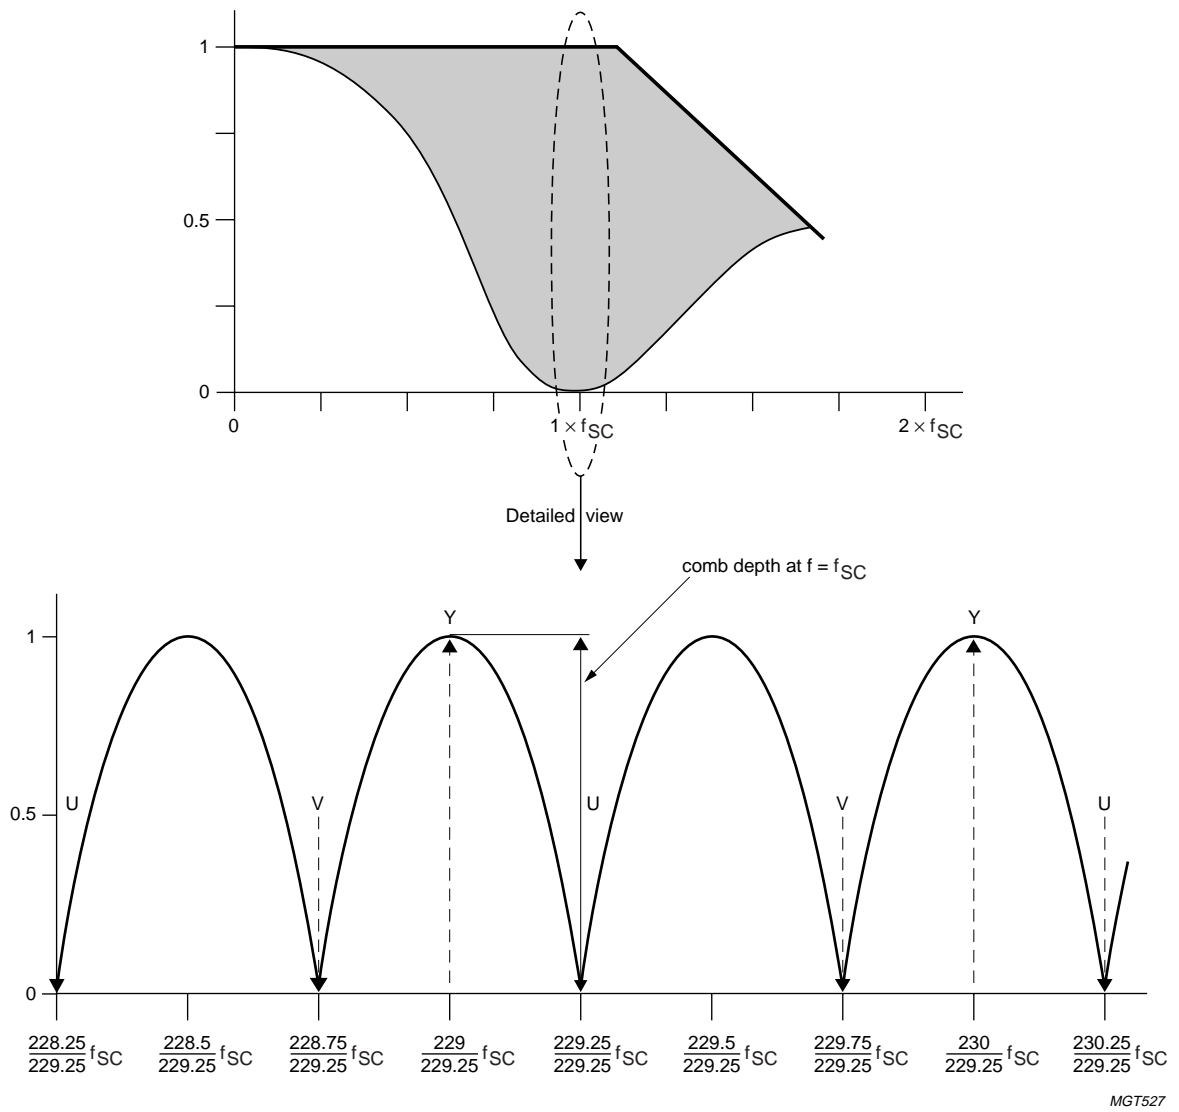 1
0.5
0
0
1 × fSC
2 × fSC
Detailed view
comb depth at f = fSC
Y
Y
1
U
V
U
V
U
0.5
0
228.25/229.25 fSC
228.5/229.25 fSC
228.75/229.25 fSC
229/229.25 fSC
229.25/229.25 fSC
229.5/229.25 fSC
229.75/229.25 fSC
230/229.25 fSC
230.25/229.25 fSC
MGT527